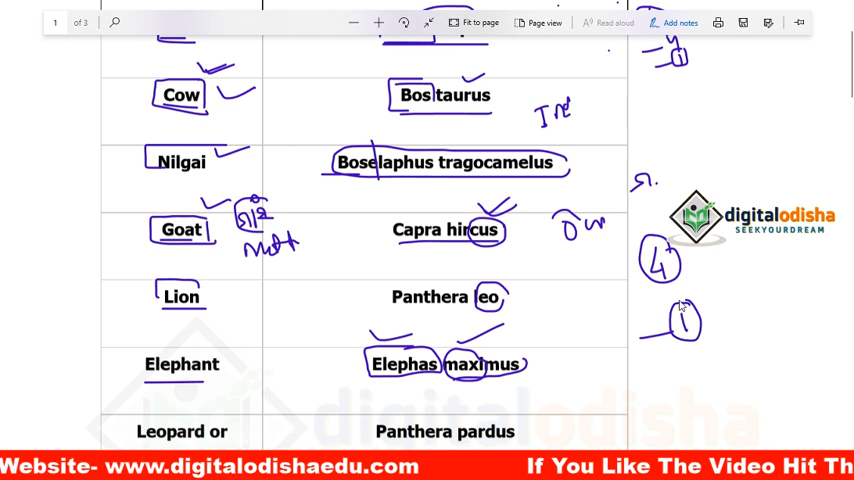 1 of 3 Fit to page Page view Read aloud Add notes
Cow Bos taurus
Nilgai Boselaphus tragocamelus
digitalodisha
SEEKYOURDREAM
Goat Capra hircus
4
Lion Panthera leo
Elephant Elephas maximus
digitalodisha
Leopard or Panthera pardus
Website- www.digitalodishaedu.com If You Like The Video Hit Th